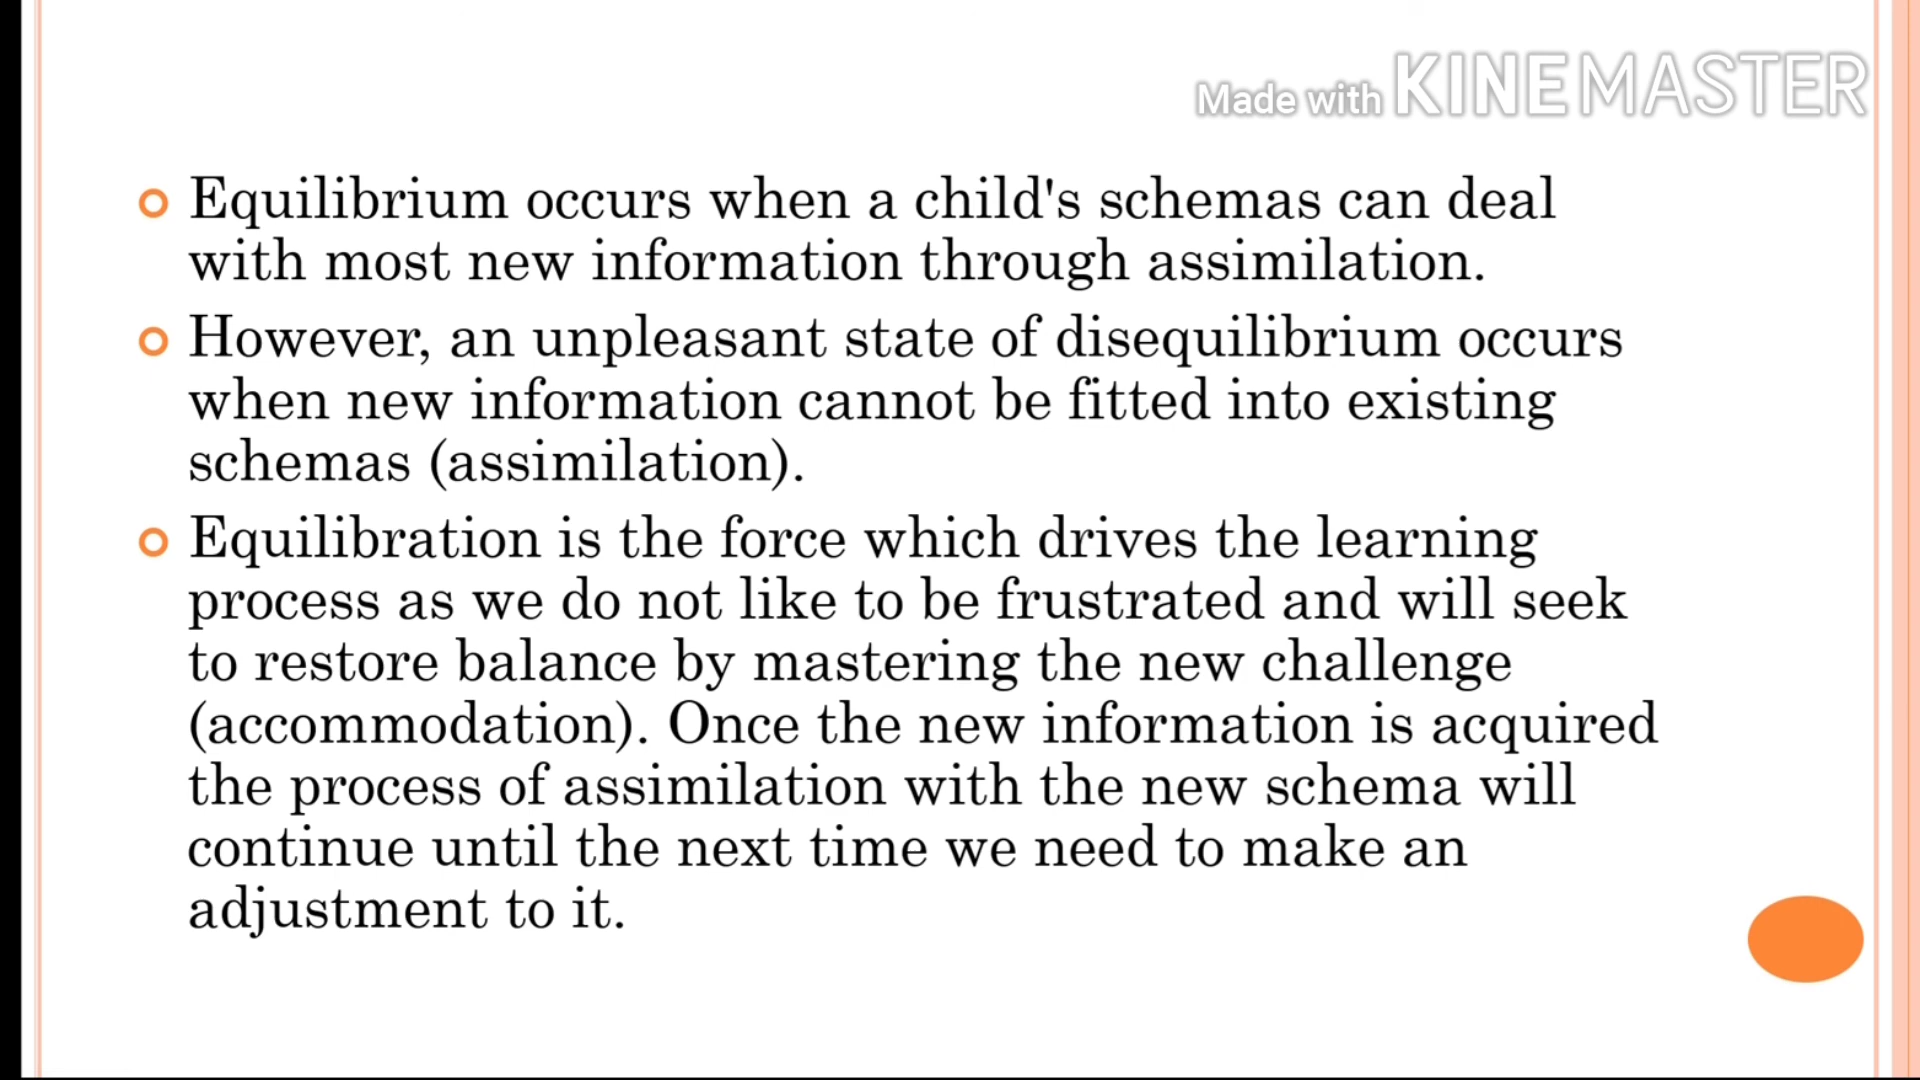 Made with KINEMASTER
Equilibrium occurs when a child's schemas can deal
with most new information through assimilation.
However, an unpleasant state of disequilibrium occurs
when new information cannot be fitted into existing
schemas (assimilation).
Equilibration is the force which drives the learning
process as we do not like to be frustrated and will seek
to restore balance by mastering the new challenge
(accommodation). Once the new information is acquired
the process of assimilation with the new schema will
continue until the next time we need to make an
adjustment to it.